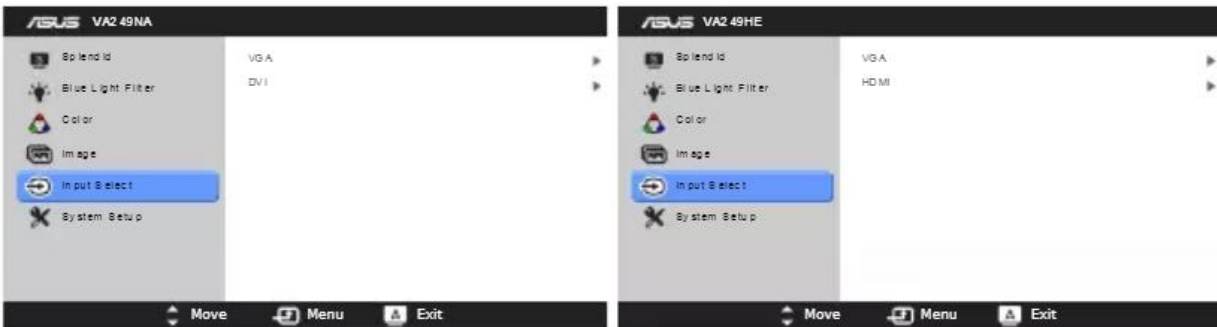 ASUS VA249NA
Splendid
VGA
Blue Light Filter
DVI
Color
Image
Input Select
System Setup
Move Menu Exit
ASUS VA249HE
Splendid
VGA
Blue Light Filter
HDMI
Color
Image
Input Select
System Setup
Move Menu Exit